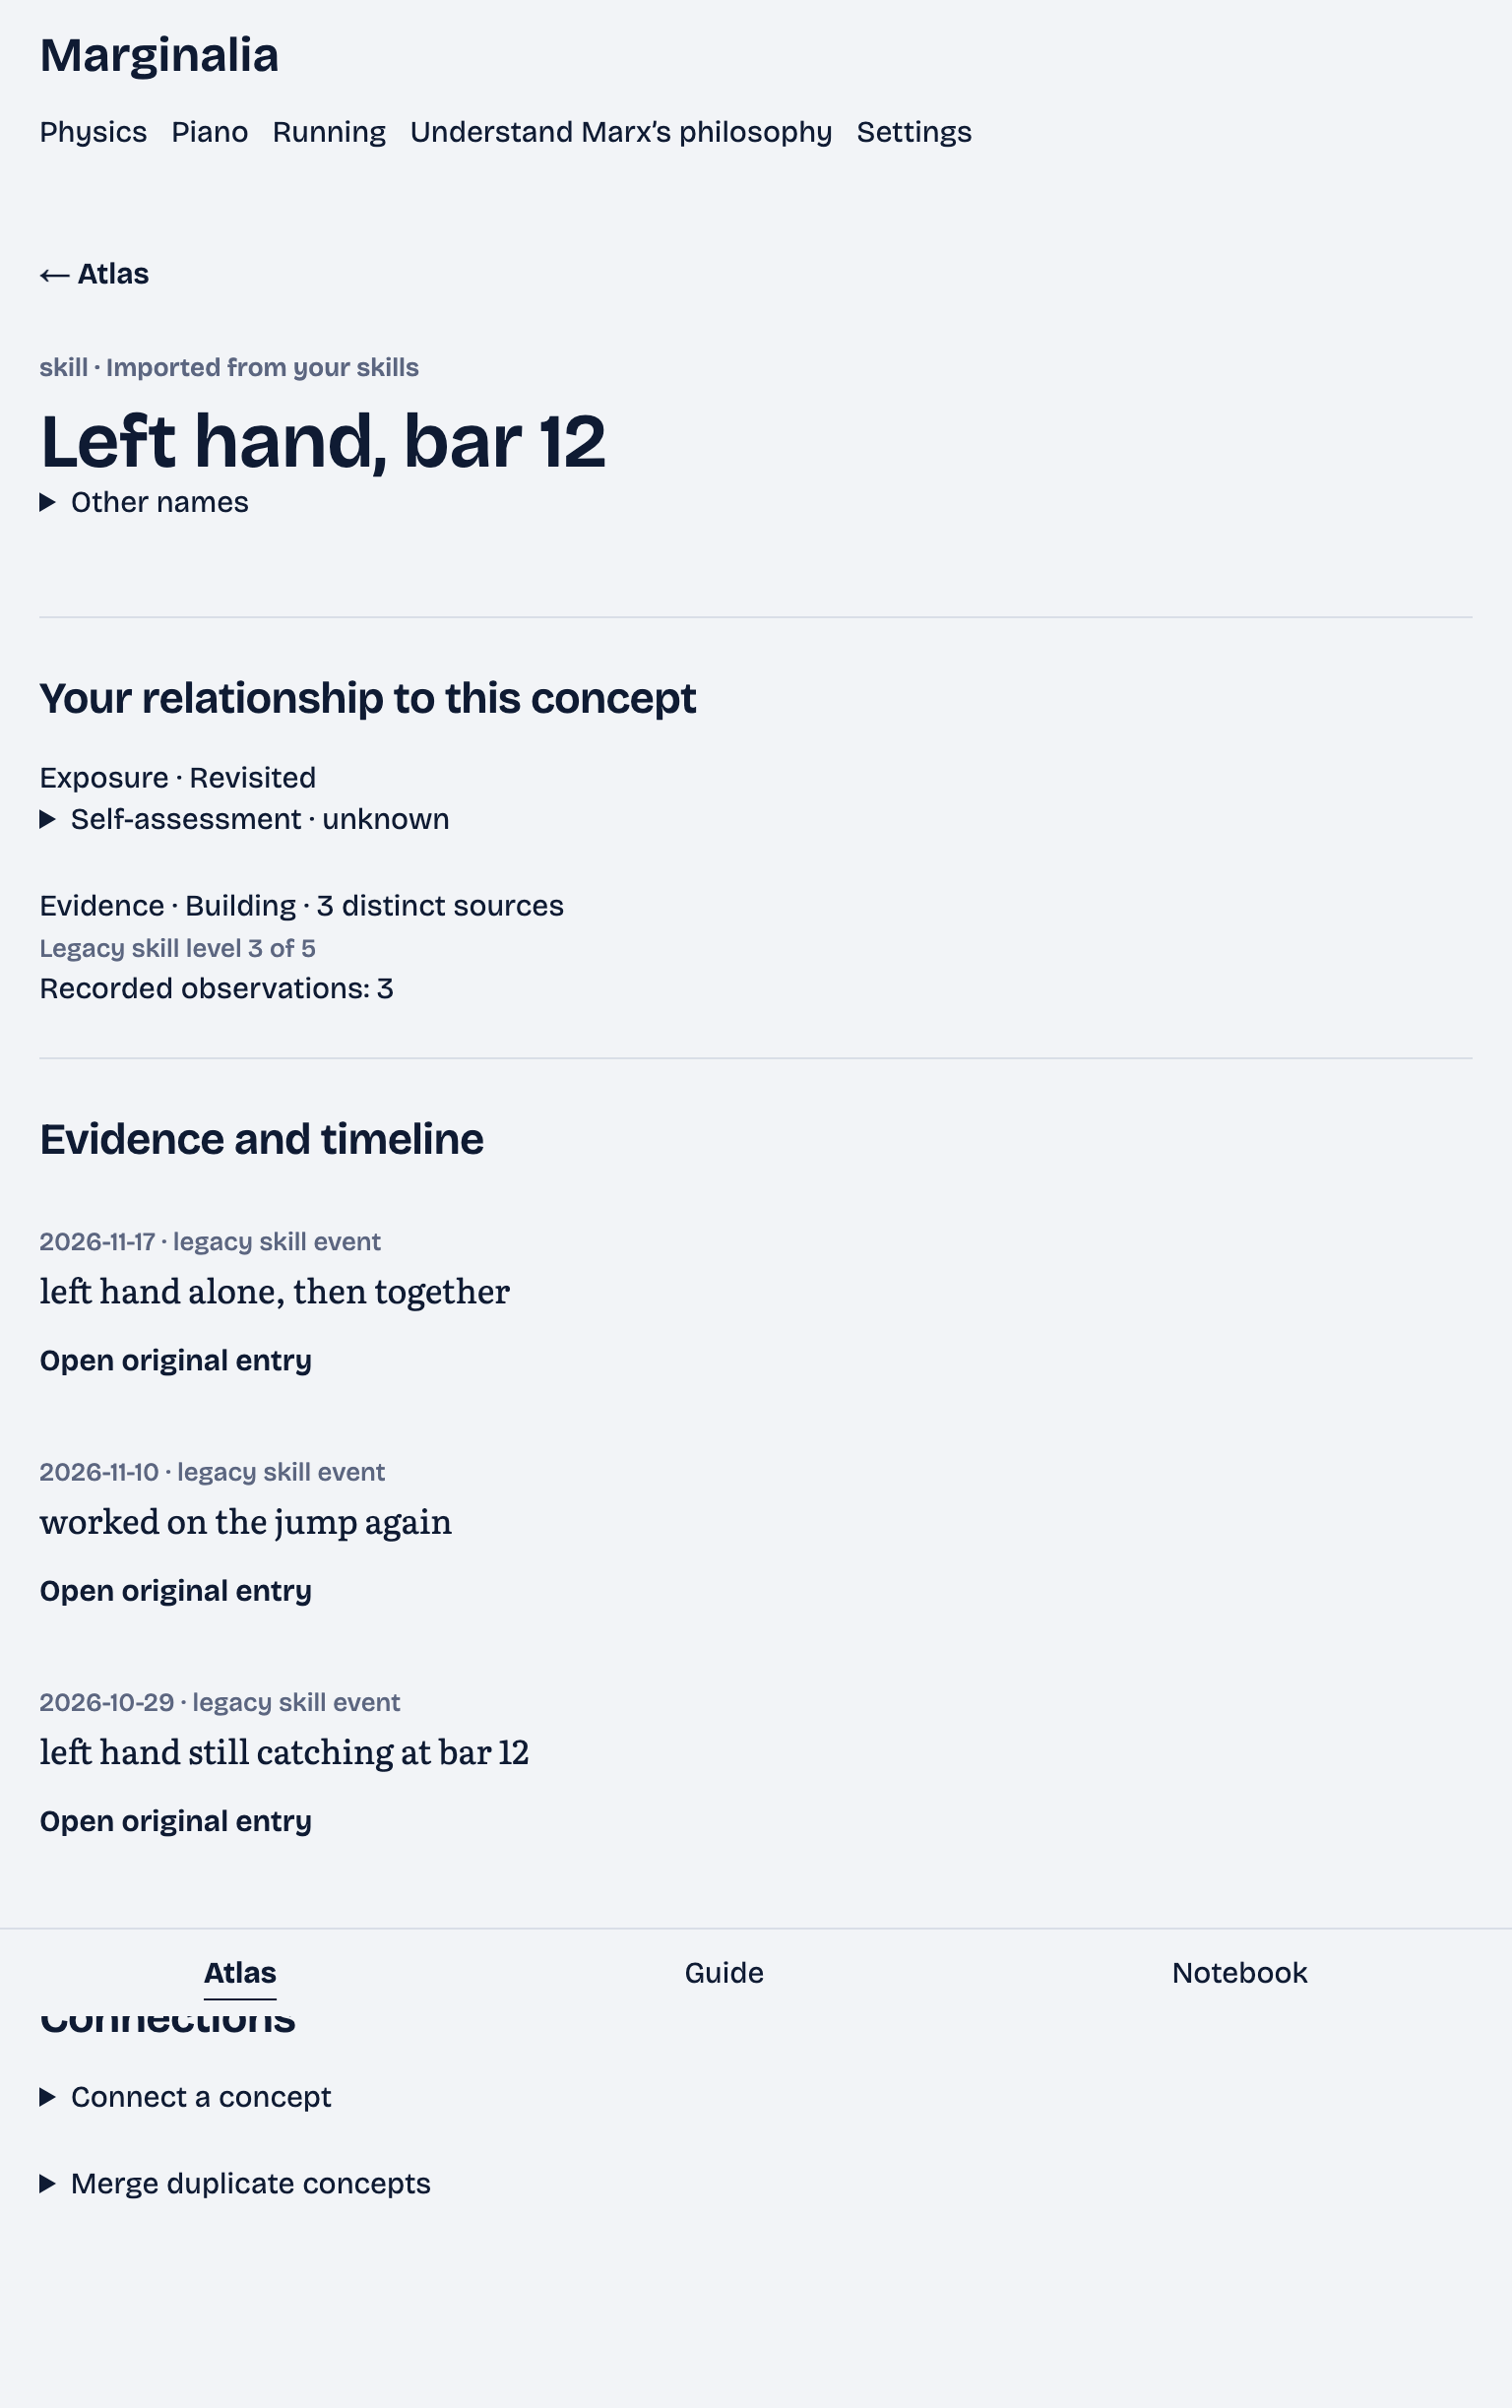 Marginalia
Physics Piano Running Understand Marx’s philosophy Settings
← Atlas
skill · Imported from your skills
Left hand, bar 12
Other names
Your relationship to this concept
Exposure · Revisited
Self-assessment · unknown
Evidence · Building · 3 distinct sources
Legacy skill level 3 of 5
Recorded observations: 3
Evidence and timeline
2026-11-17 · legacy skill event
left hand alone, then together
Open original entry
2026-11-10 · legacy skill event
worked on the jump again
Open original entry
2026-10-29 · legacy skill event
left hand still catching at bar 12
Open original entry
Atlas Guide Notebook
Connections
Connect a concept
Merge duplicate concepts